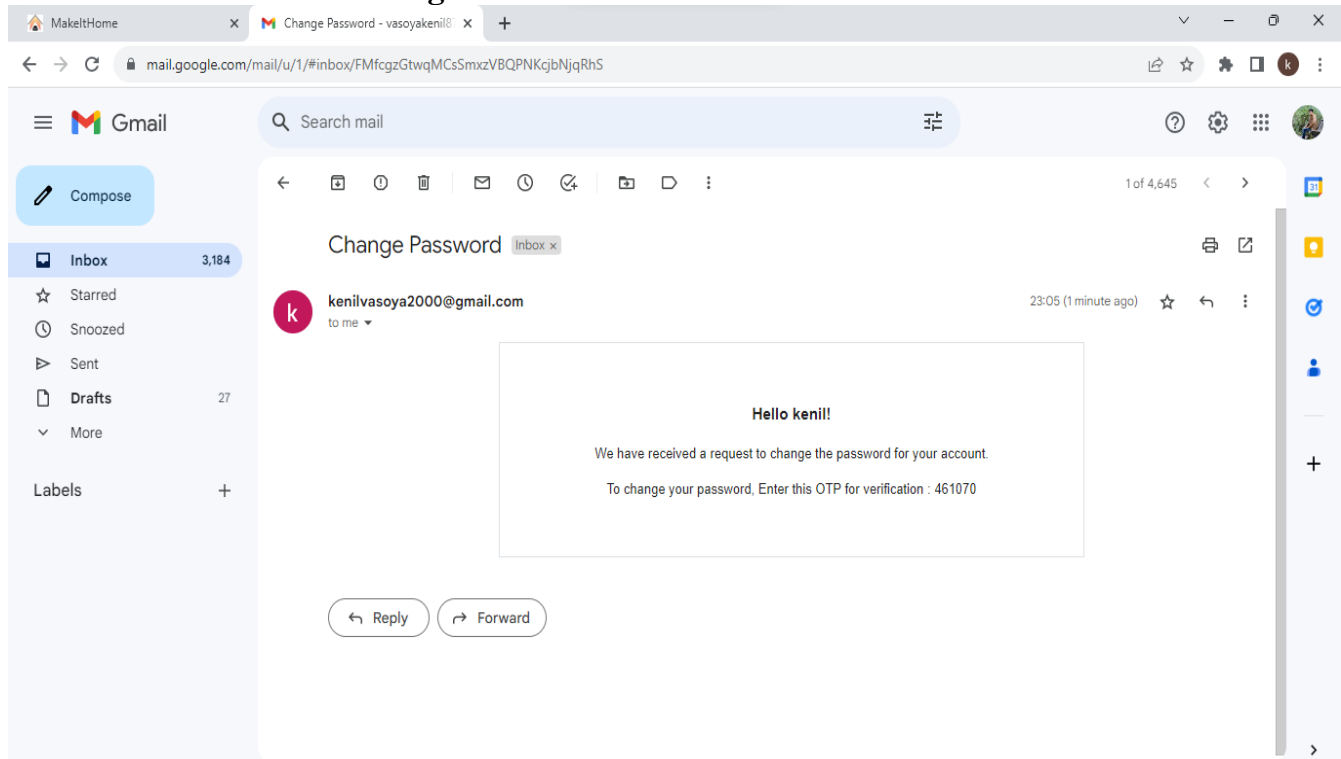 MakeItHome
Change Password - vasoyakenil8
mail.google.com/mail/u/1/#inbox/FMfcgzGtwqMCsSmxzVBQPNKcjbNjqRhS
k
Gmail
Search mail
Compose
1 of 4,645
31
Change Password Inbox ×
Inbox 3,184
Starred
Snoozed
Sent
Drafts 27
More
Labels
k
kenilvasoya2000@gmail.com
23:05 (1 minute ago)
to me
Hello kenil!
We have received a request to change the password for your account.
To change your password, Enter this OTP for verification : 461070
Reply
Forward